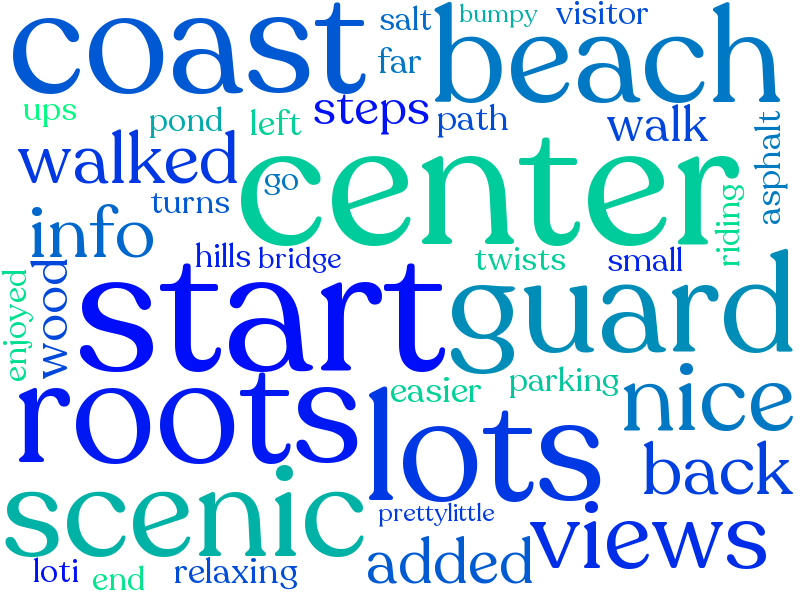 coast
salt
bumpy
visitor
beach
far
ups
pond
left
steps
path
walk
asphalt
walked
center
go
turns
info
riding
hills
bridge
twists
small
enjoyed
wood
start
guard
roots
easier
parking
nice
lots
back
scenic
prettylittle
views
loti
end
relaxing
added